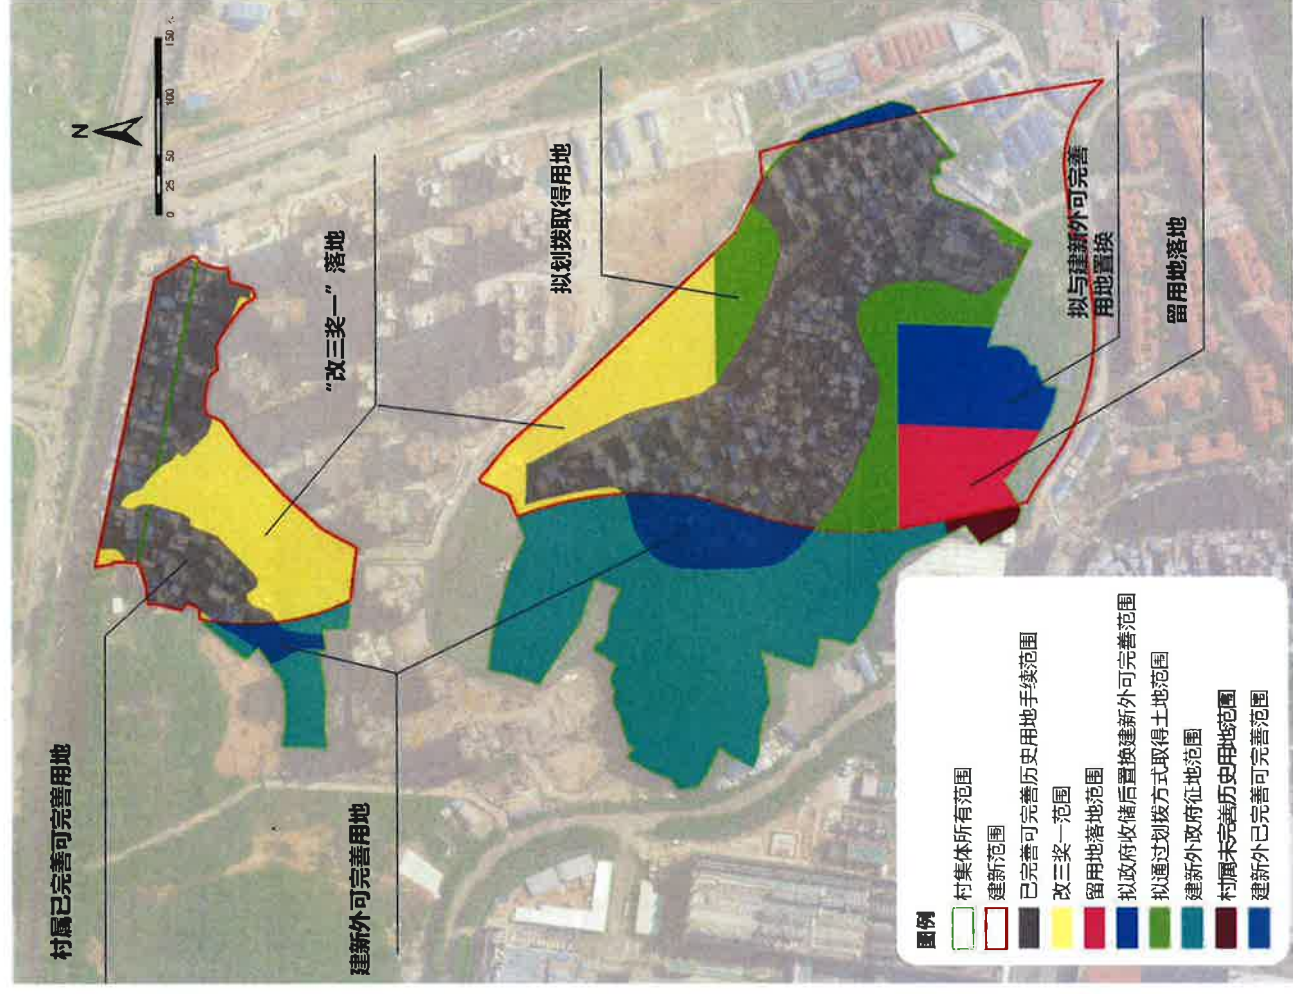 N
0 25 50 100 150
村属已完善可完善用地
“改三奖一” 落地
建新外可完善用地
拟划拨取得用地
拟与建新外可完善
用地置换
留用地落地
图例
村集体所有范围
建新范围
已完善可完善历史用地手续范围
改三奖一范围
留用地落地范围
拟政府收储后置换建新外可完善范围
拟通过划拨方式取得土地范围
建新外政府征地范围
村属未完善历史用地范围
建新外已完善可完善范围